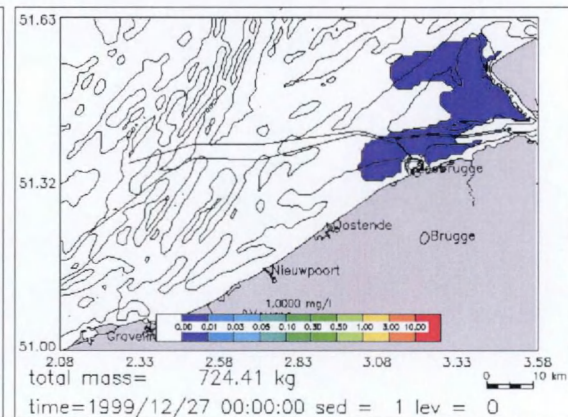 51.63
51.32
51.00
Oostende
Brugge
Nieuwpoort
1.0000 mg/l
0.00 0.01 0.03 0.05 0.10 0.30 0.50 1.00 3.00 10.00
2.08 2.33 2.58 2.83 3.08 3.33 3.58
total mass= 724.41 kg
0 10 km
time=1999/12/27 00:00:00 sed = 1 lev = 0